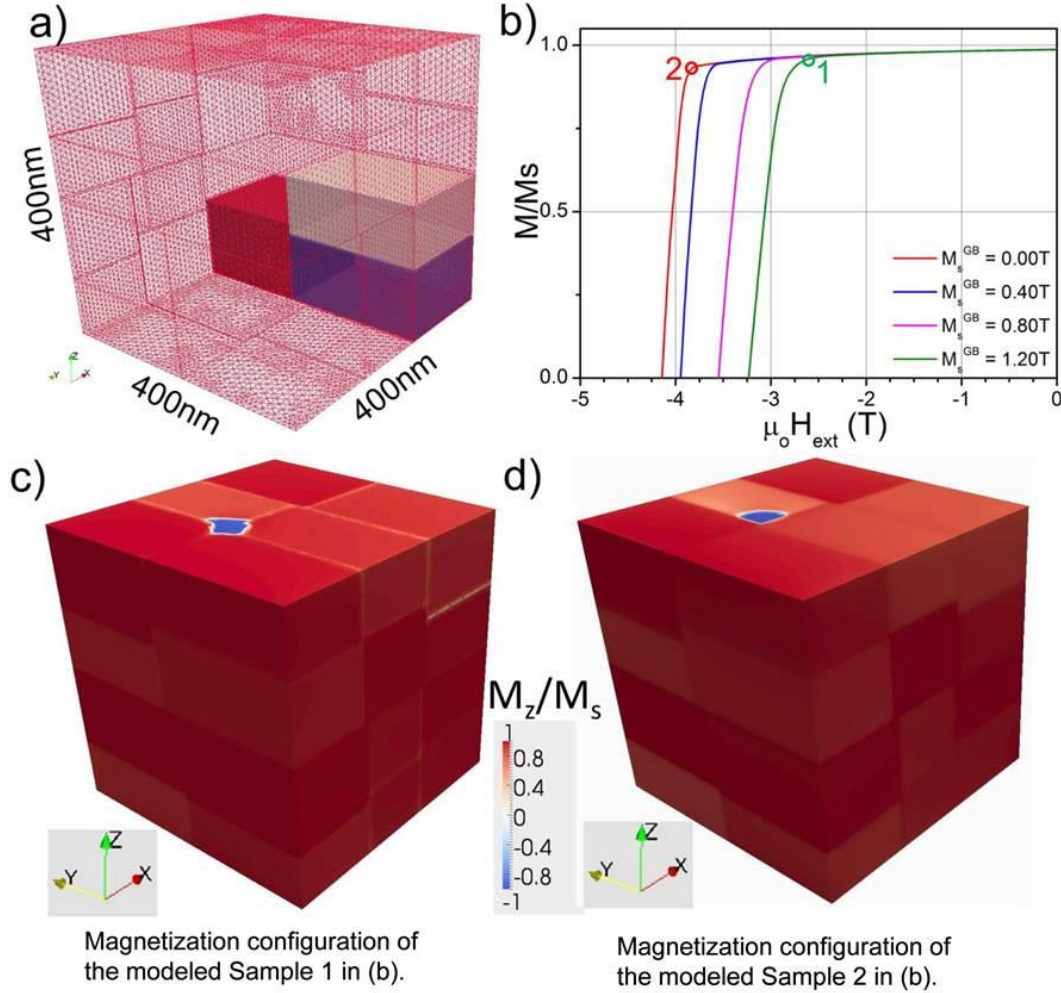 a)
400nm
400nm
400nm
Z
Y
X
b)
1.0
0.5
0.0
M/Ms
2
1
M_s^GB = 0.00T
M_s^GB = 0.40T
M_s^GB = 0.80T
M_s^GB = 1.20T
-5 -4 -3 -2 -1 0
μ_oH_ext (T)
c)
d)
M_z/M_s
1
0.8
0.4
0
-0.4
-0.8
-1
Z
Y
X
Z
Y
X
Magnetization configuration of
the modeled Sample 1 in (b).
Magnetization configuration of
the modeled Sample 2 in (b).